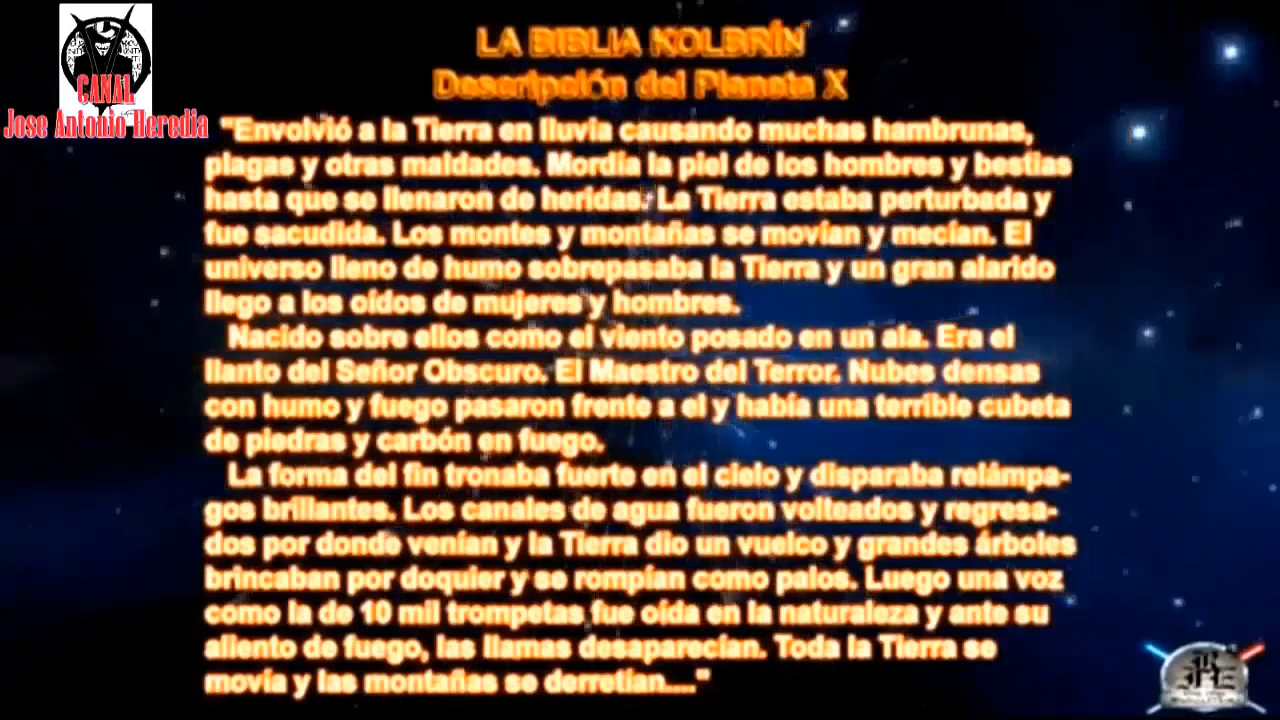 CANAL
Jose Antonio Heredia
LA BIBLIA KOLBRÍN
Descripción del Planeta X
"Envolvió a la Tierra en lluvia causando muchas hambrunas,
plagas y otras maldades. Mordía la piel de los hombres y bestias
hasta que se llenaron de heridas. La Tierra estaba perturbada y
fue sacudida. Los montes y montañas se movían y mecían. El
universo lleno de humo sobrepasaba la Tierra y un gran alarido
llego a los oídos de mujeres y hombres.
Nacido sobre ellos como el viento posado en un ala. Era el
llanto del Señor Obscuro. El Maestro del Terror. Nubes densas
con humo y fuego pasaron frente a el y había una terrible cubeta
de piedras y carbón en fuego.
La forma del fin tronaba fuerte en el cielo y disparaba relámpa-
gos brillantes. Los canales de agua fueron volteados y regresa-
dos por donde venían y la Tierra dio un vuelco y grandes árboles
brincaban por doquier y se rompían como palos. Luego una voz
como la de 10 mil trompetas fue oída en la naturaleza y ante su
aliento de fuego, las llamas desaparecían. Toda la Tierra se
movía y las montañas se derretían...."